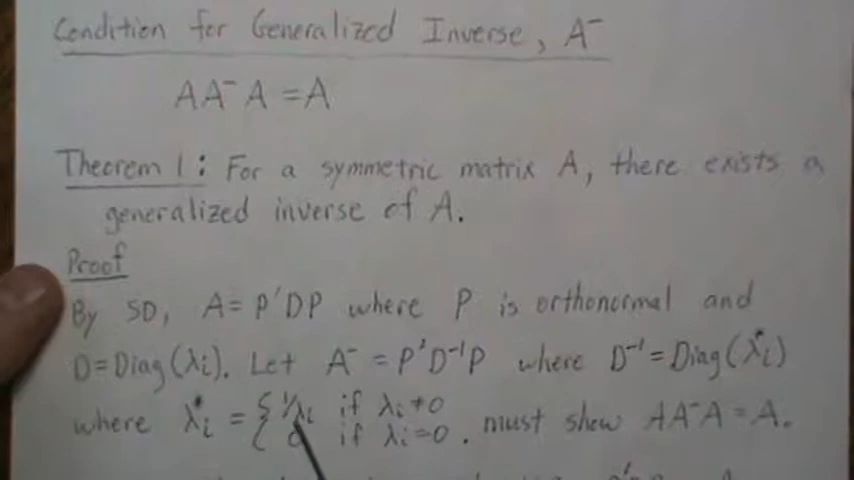 Condition for Generalized Inverse, A⁻
AA⁻A = A
Theorem 1: For a symmetric matrix A, there exists a
generalized inverse of A.
Proof
By SD, A = P'DP where P is orthonormal and
D = Diag(λᵢ). Let A⁻ = P'D⁻¹P where D⁻¹ = Diag(λ*ᵢ)
where λ*ᵢ = { 1/λᵢ if λᵢ ≠ 0
0 if λᵢ = 0. must show AA⁻A = A.